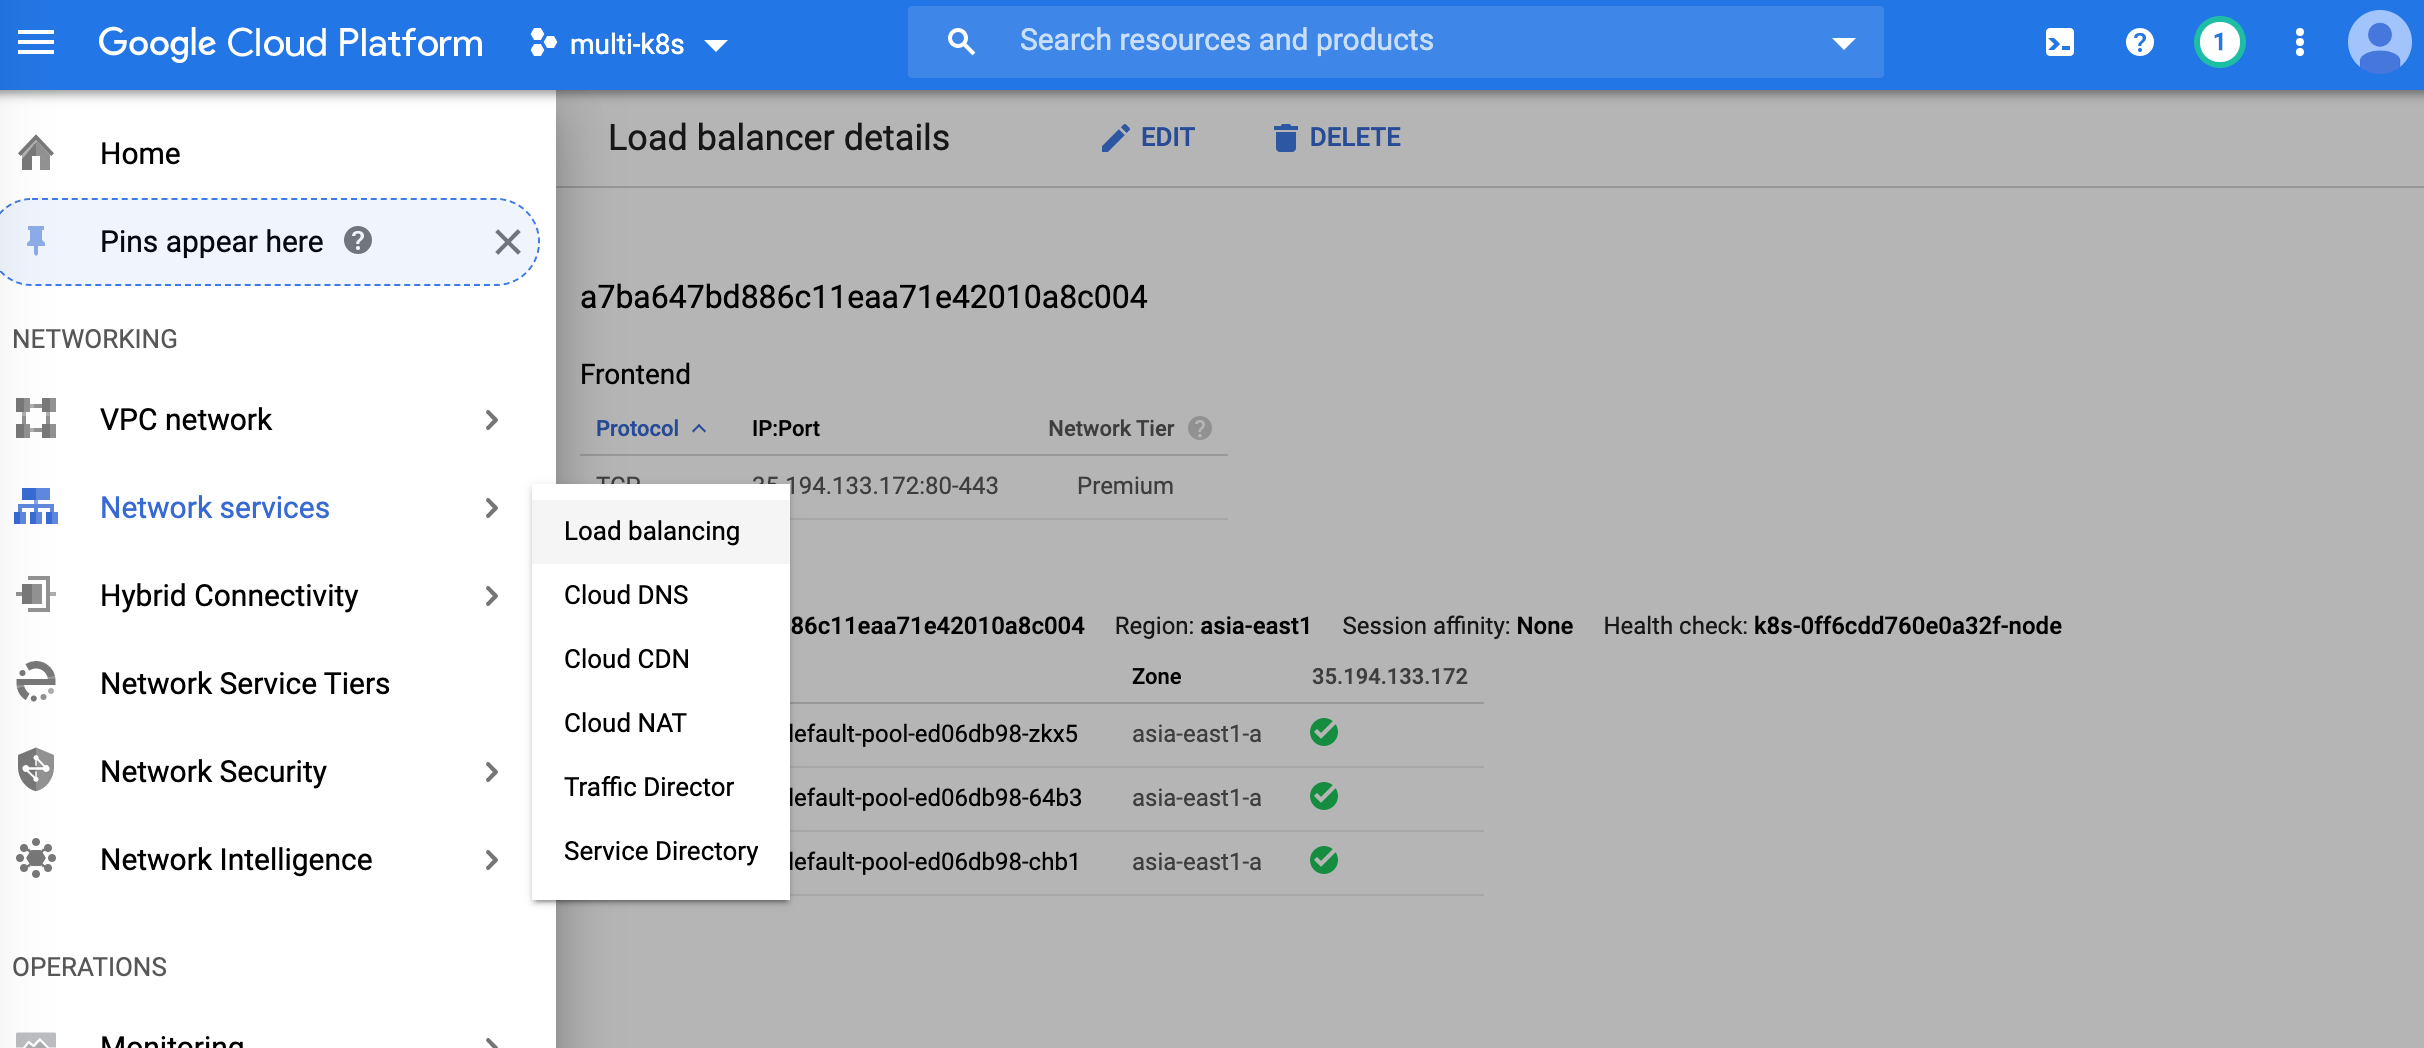 Google Cloud Platform multi-k8s Search resources and products 1
Home
Pins appear here
NETWORKING
VPC network
Network services
Hybrid Connectivity
Network Service Tiers
Network Security
Network Intelligence
OPERATIONS
Monitoring
Load balancing
Cloud DNS
Cloud CDN
Cloud NAT
Traffic Director
Service Directory
Load balancer details EDIT DELETE
a7ba647bd886c11eaa71e42010a8c004
Frontend
Protocol IP:Port Network Tier
TCP 35.194.133.172:80-443 Premium
86c11eaa71e42010a8c004 Region: asia-east1 Session affinity: None Health check: k8s-0ff6cdd760e0a32f-node
Zone 35.194.133.172
default-pool-ed06db98-zkx5 asia-east1-a
default-pool-ed06db98-64b3 asia-east1-a
default-pool-ed06db98-chb1 asia-east1-a